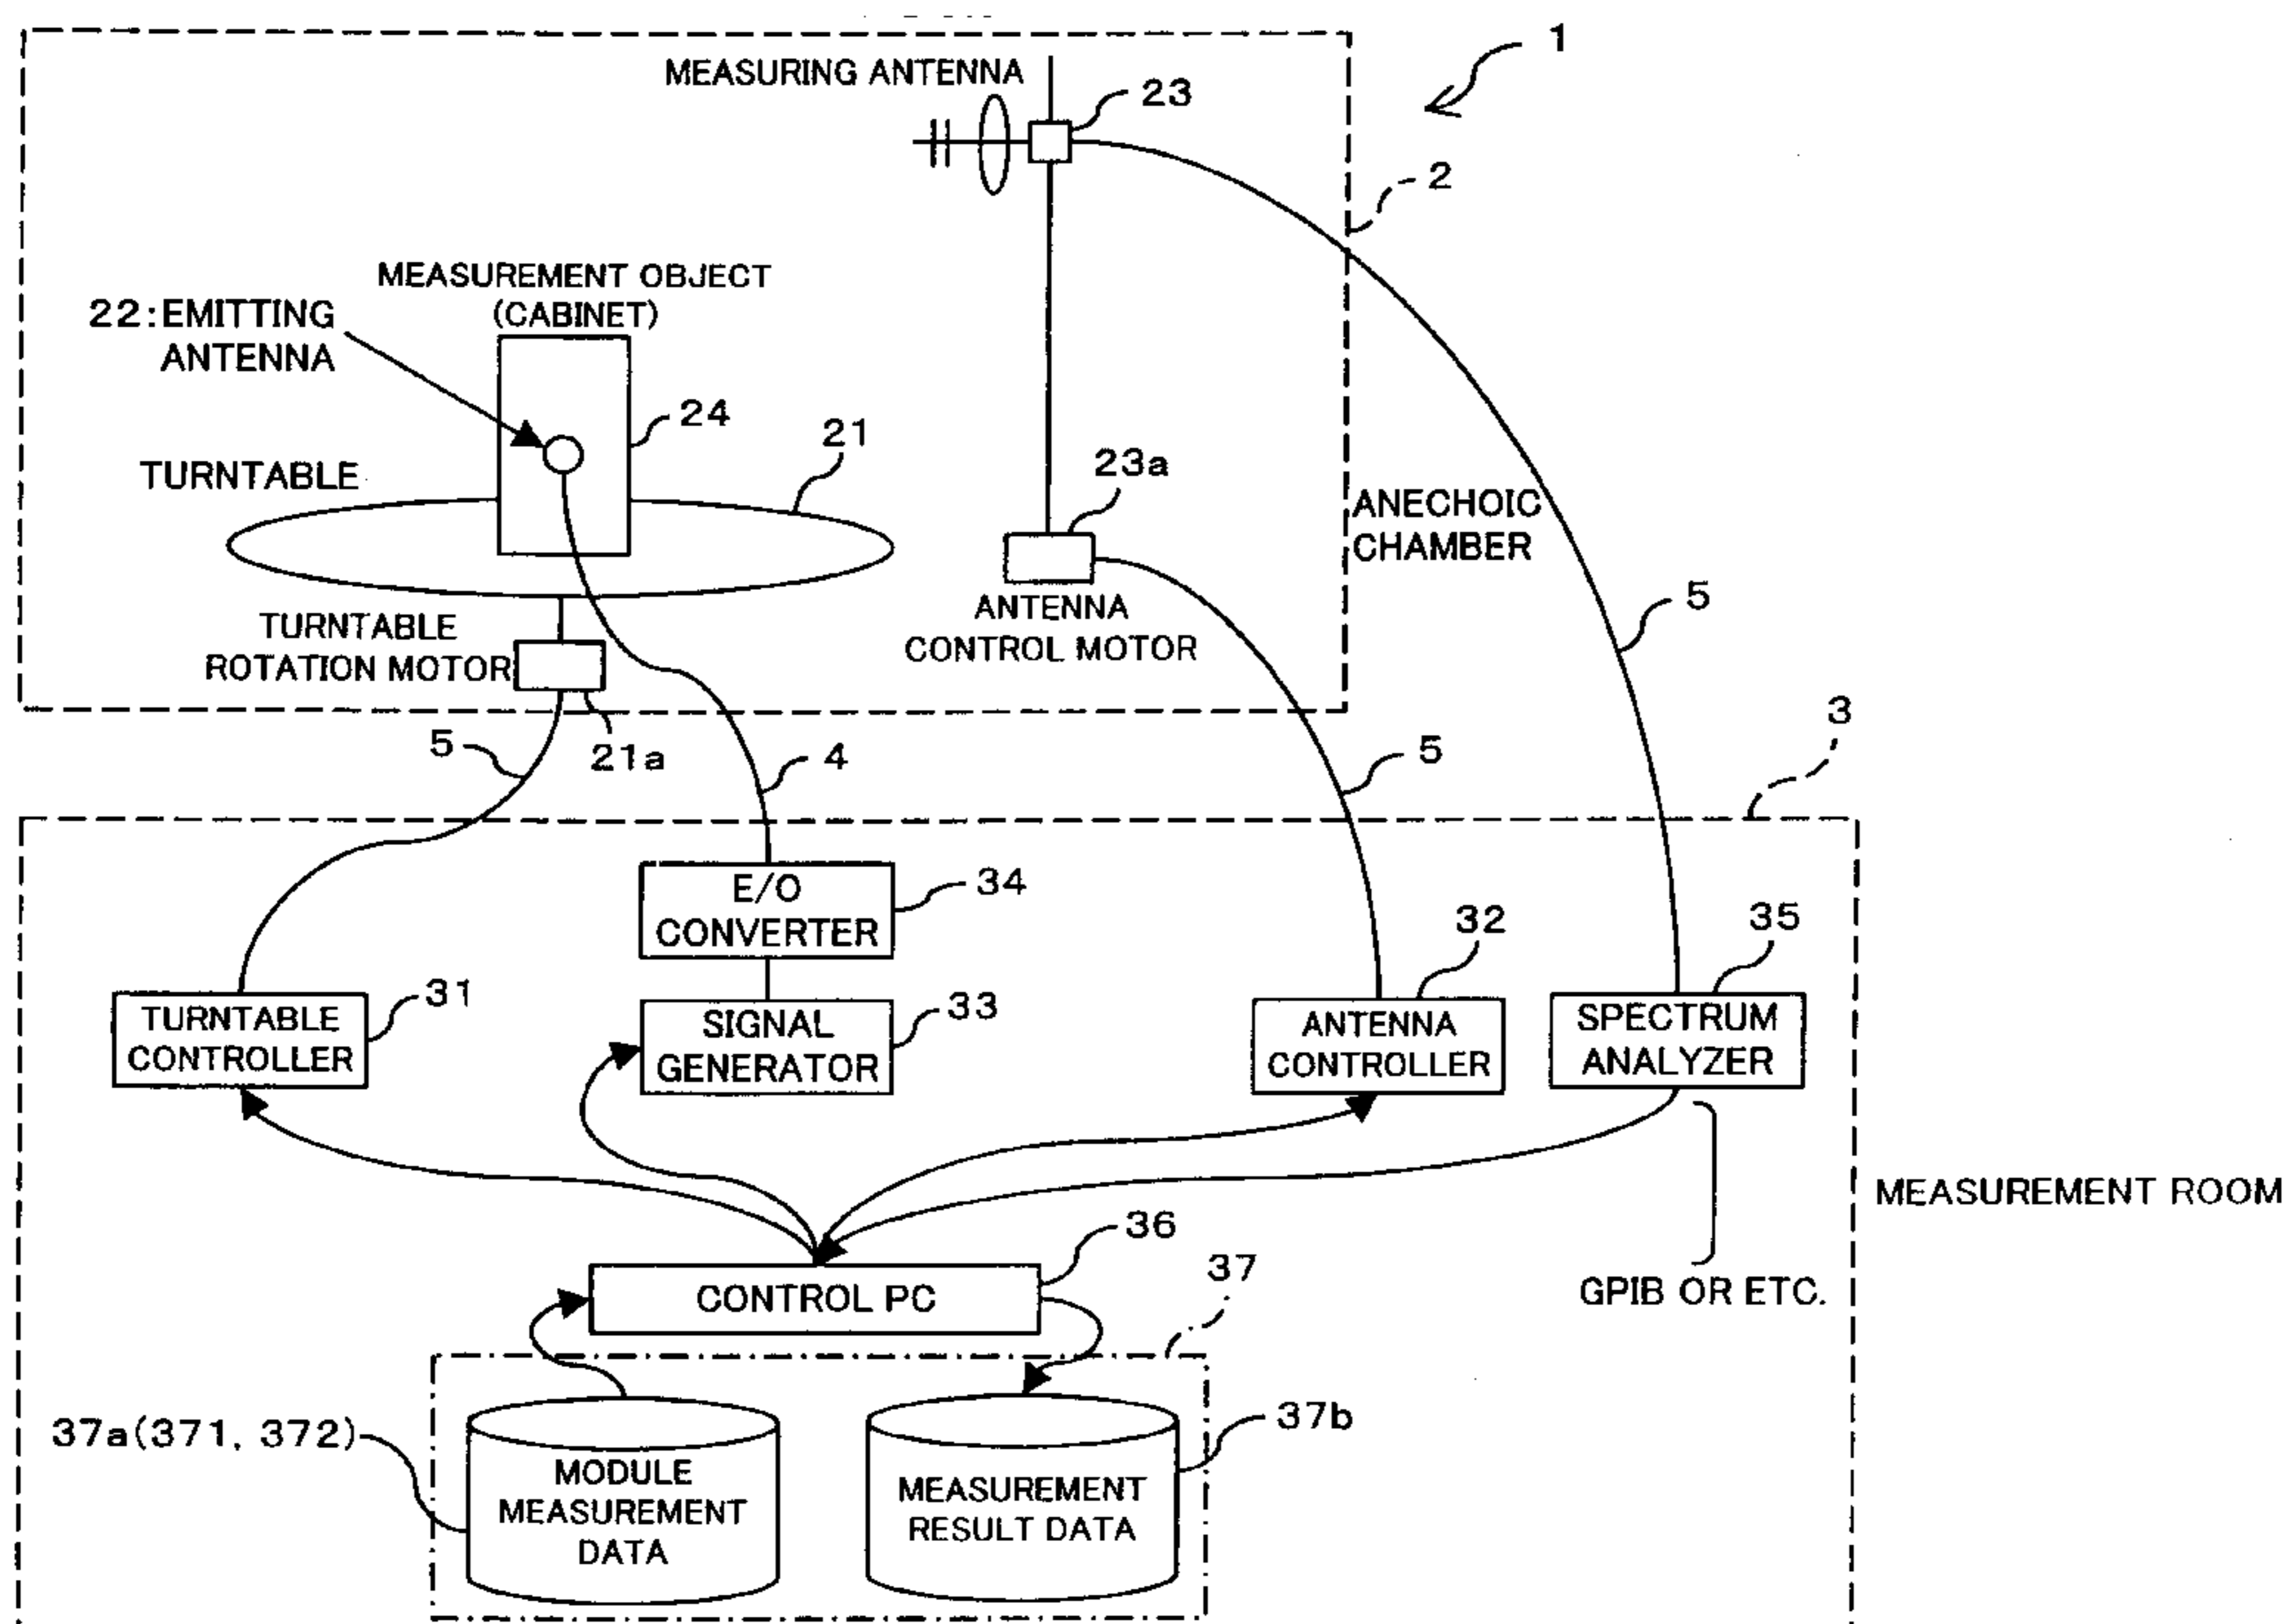 1
MEASURING ANTENNA
23
2
MEASUREMENT OBJECT
(CABINET)
22:EMITTING
ANTENNA
24
21
TURNTABLE
23a
ANECHOIC
CHAMBER
ANTENNA
CONTROL MOTOR
TURNTABLE
ROTATION MOTOR
5
21a
5
4
5
3
E/O
CONVERTER
34
31
TURNTABLE
CONTROLLER
SIGNAL
GENERATOR
33
32
ANTENNA
CONTROLLER
35
SPECTRUM
ANALYZER
MEASUREMENT ROOM
GPIB OR ETC.
36
CONTROL PC
37
37a(371, 372)
MODULE
MEASUREMENT
DATA
MEASUREMENT
RESULT DATA
37b